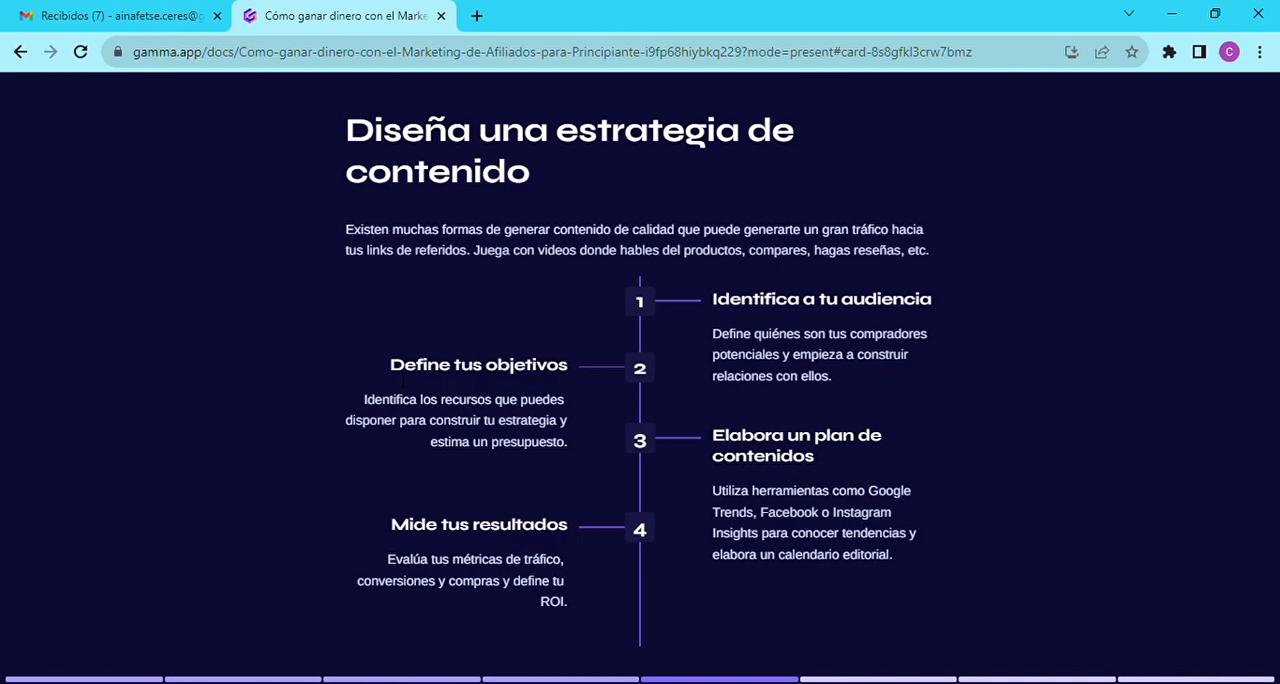 Recibidos (7) - ainafetse.ceres@g
Cómo ganar dinero con el Marke
gamma.app/docs/Como-ganar-dinero-con-el-Marketing-de-Afiliados-para-Principiante-i9fp68hiybkq229?mode=present#card-8s8gfkl3crw7bmz
C
Diseña una estrategia de
contenido
Existen muchas formas de generar contenido de calidad que puede generarte un gran tráfico hacia
tus links de referidos. Juega con videos donde hables del productos, compares, hagas reseñas, etc.
1
Identifica a tu audiencia
Define quiénes son tus compradores
potenciales y empieza a construir
relaciones con ellos.
Define tus objetivos
2
Identifica los recursos que puedes
disponer para construir tu estrategia y
estima un presupuesto.
3
Elabora un plan de
contenidos
Utiliza herramientas como Google
Trends, Facebook o Instagram
Insights para conocer tendencias y
elabora un calendario editorial.
Mide tus resultados
4
Evalúa tus métricas de tráfico,
conversiones y compras y define tu
ROI.